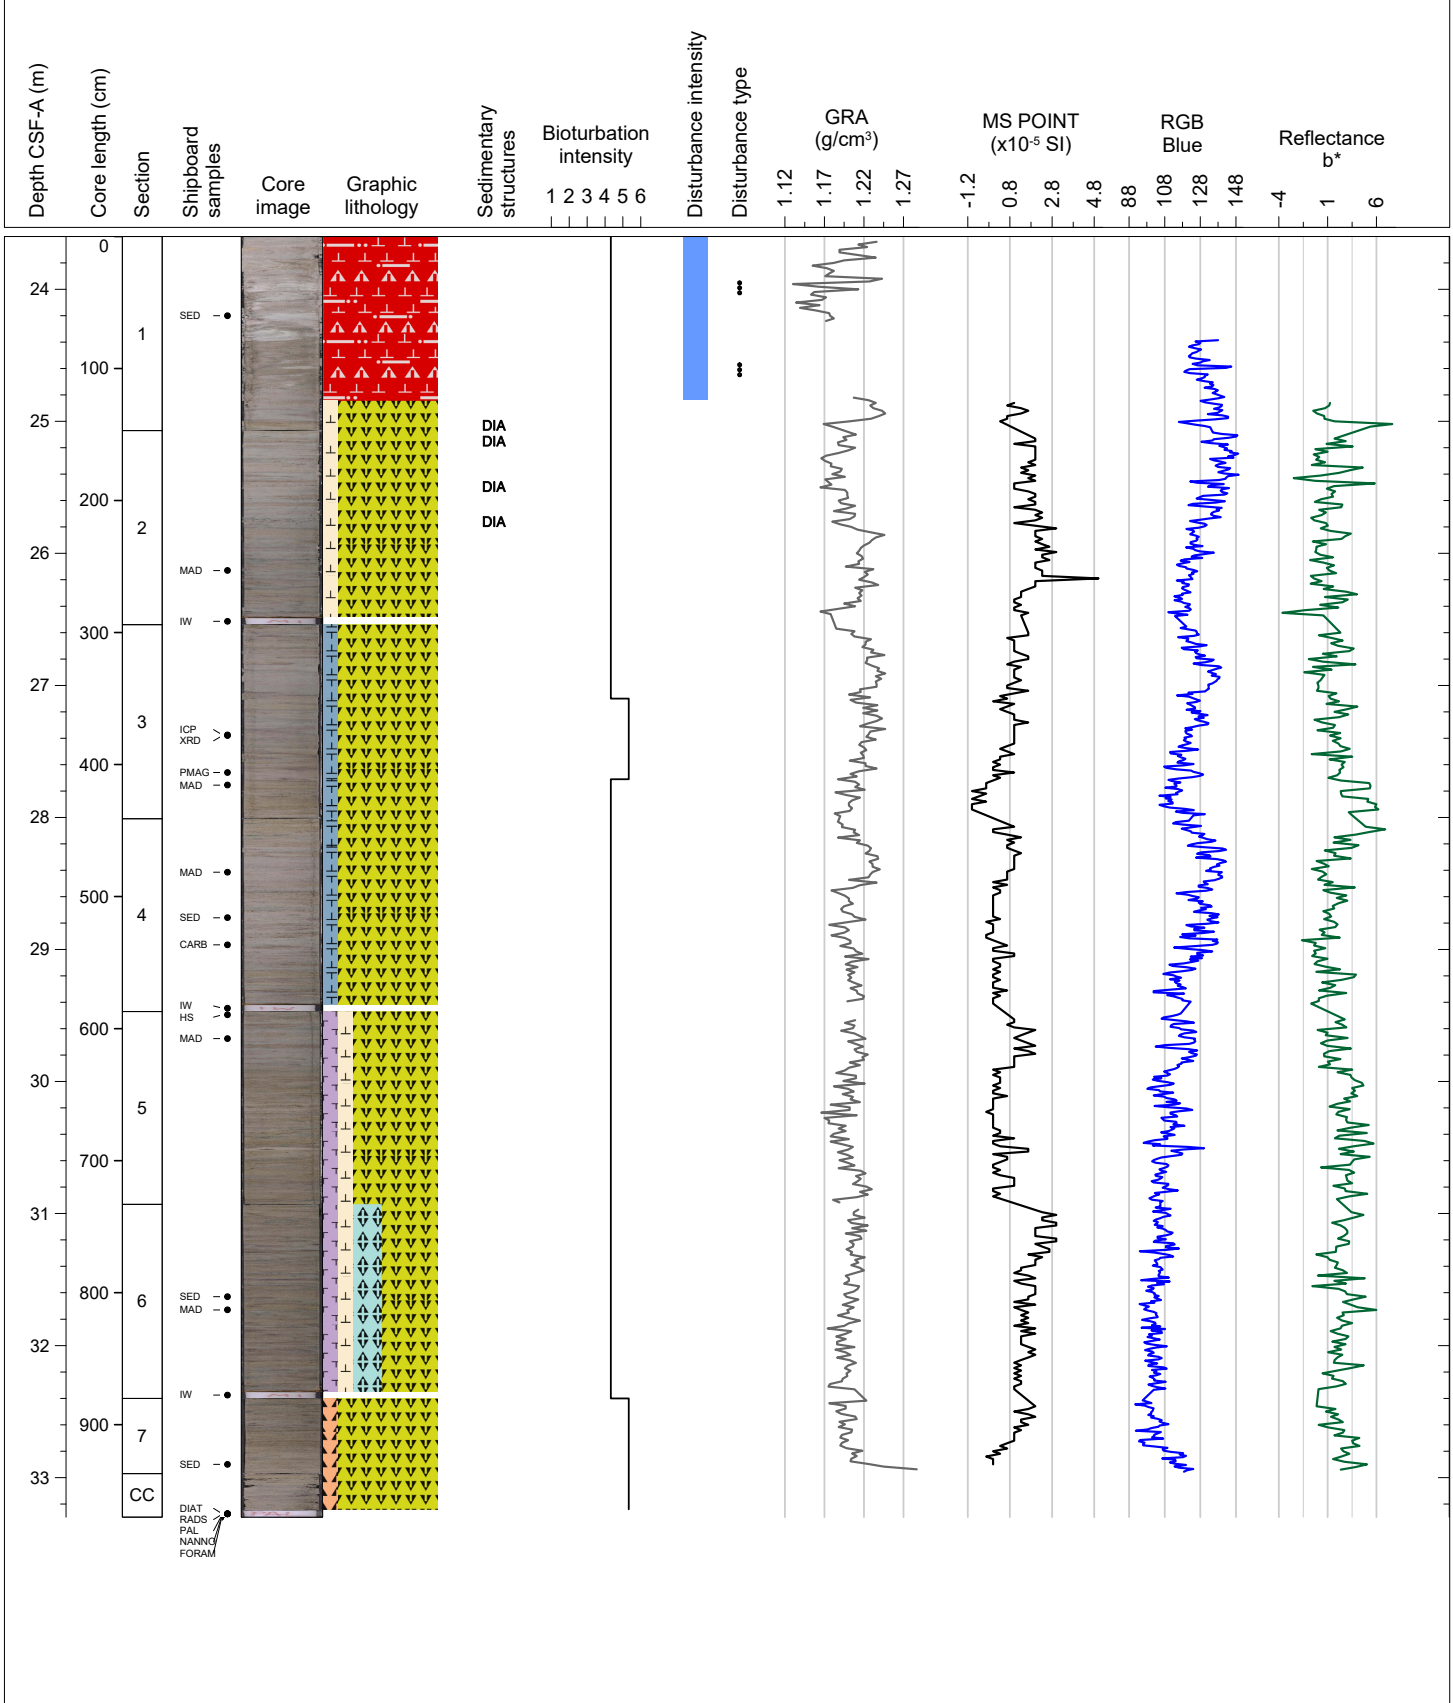 Depth CSF-A (m)
Core length (cm)
Section
Shipboard
samples
Core
image
Graphic
lithology
Sedimentary
structures
Bioturbation
intensity
1 2 3 4 5 6
Disturbance intensity
Disturbance type
GRA
(g/cm³)
1.12 1.17 1.22 1.27
MS POINT
(x10⁻⁵ SI)
-1.2 0.8 2.8 4.8
RGB
Blue
88 108 128 148
Reflectance
b*
-4 1 6
24
25
26
27
28
29
30
31
32
33
0
100
200
300
400
500
600
700
800
900
1
2
3
4
5
6
7
CC
SED
MAD
IW
ICP
XRD
PMAG
MAD
MAD
SED
CARB
IW
HS
MAD
SED
MAD
IW
SED
DIAT
RADS
PAL
NANNO
FORAM
DIA
DIA
DIA
DIA